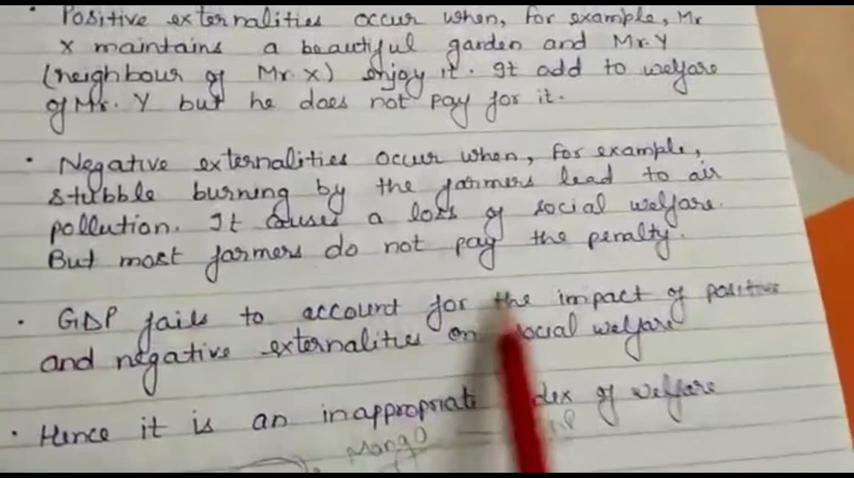 • Positive externalities occur when, for example, Mr
X maintains a beautiful garden and Mr. Y
(neighbour of Mr. X) enjoy it. It add to welfare
of Mr. Y but he does not pay for it.
• Negative externalities occur when, for example,
stubble burning by the farmers lead to air
pollution. It causes a loss of social welfare.
But most farmers do not pay the penalty.
• GDP fails to account for the impact of positive
and negative externalities on social welfare
• Hence it is an inappropriate index of welfare
Mango